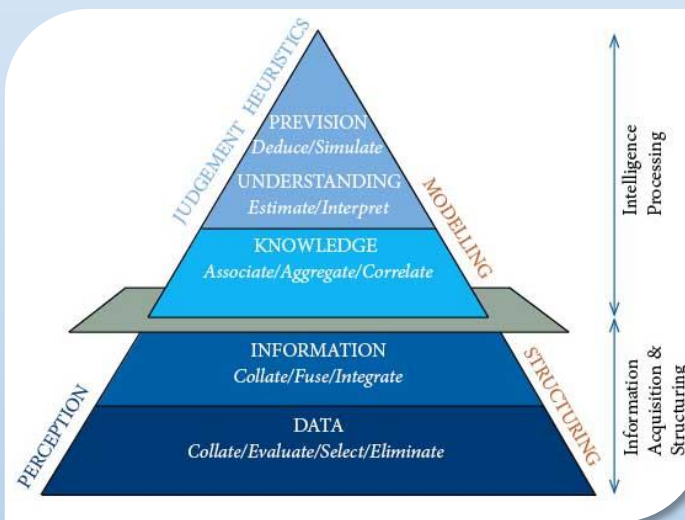 JUDGEMENT HEURISTICS
PREVISION
Deduce/Simulate
UNDERSTANDING
Estimate/Interpret
KNOWLEDGE
Associate/Aggregate/Correlate
MODELLING
Intelligence
Processing
INFORMATION
Collate/Fuse/Integrate
DATA
Collate/Evaluate/Select/Eliminate
PERCEPTION
STRUCTURING
Information
Acquisition &
Structuring